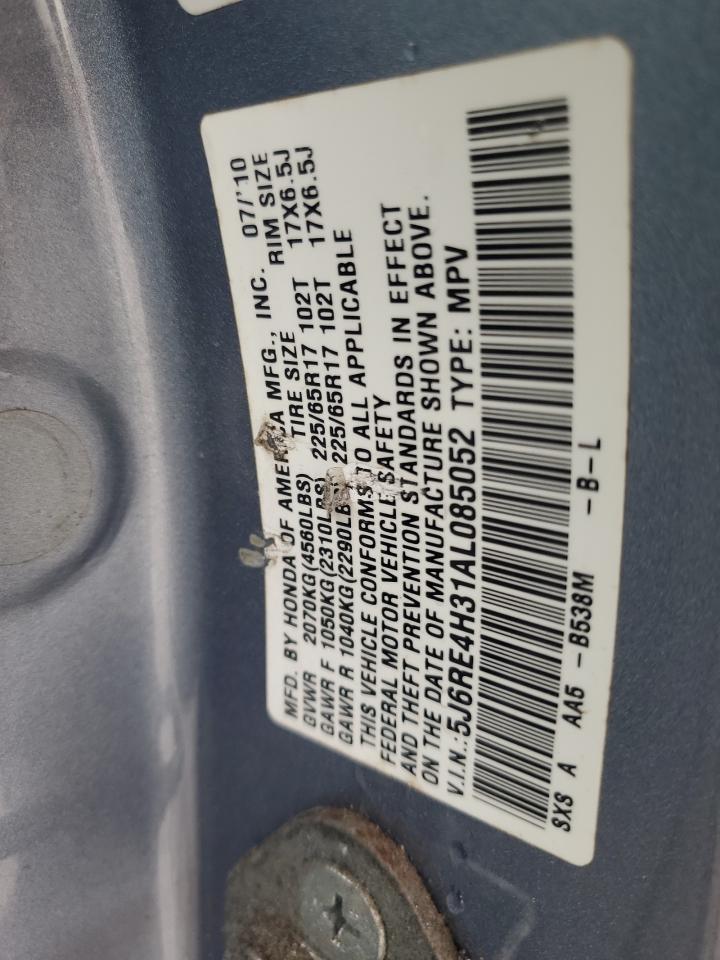 MFD. BY HONDA OF AMERICA MFG., INC. 07/'10
GVWR 2070KG(4560LBS) TIRE SIZE RIM SIZE
GAWR F 1050KG(2310LBS) 225/65R17 102T 17X6.5J
GAWR R 1040KG(2290LBS) 225/65R17 102T 17X6.5J
THIS VEHICLE CONFORMS TO ALL APPLICABLE
FEDERAL MOTOR VEHICLE SAFETY
AND THEFT PREVENTION STANDARDS IN EFFECT
ON THE DATE OF MANUFACTURE SHOWN ABOVE.
V.I.N.:5J6RE4H31AL085052 TYPE: MPV
SXS A AA5 -B538M -B-L